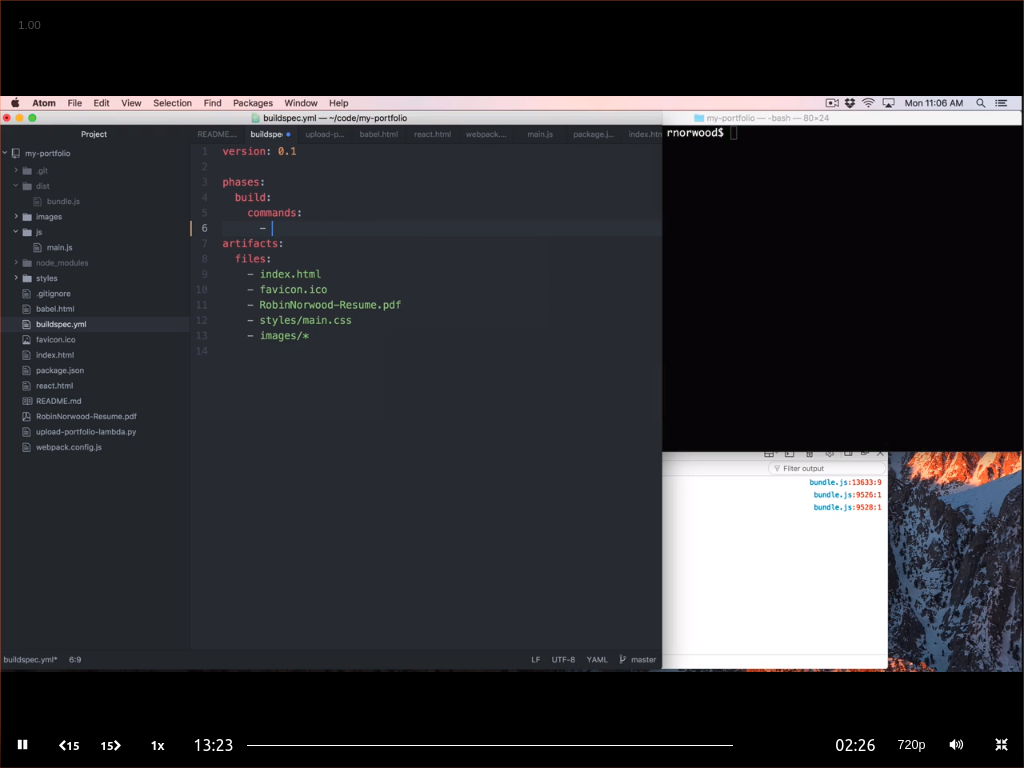 1.00
Atom File Edit View Selection Find Packages Window Help Mon 11:06 AM
buildspec.yml — ~/code/my-portfolio
my-portfolio — -bash — 80×24
Project
README... buildspe upload-p... babel.html react.html webpack.... main.js package.j... index.htm
rnorwood$
my-portfolio
.git
dist
bundle.js
images
js
main.js
node_modules
styles
.gitignore
babel.html
buildspec.yml
favicon.ico
index.html
package.json
react.html
README.md
RobinNorwood-Resume.pdf
upload-portfolio-lambda.py
webpack.config.js
1 version: 0.1
2
3 phases:
4 build:
5 commands:
6 -
7 artifacts:
8 files:
9 - index.html
10 - favicon.ico
11 - RobinNorwood-Resume.pdf
12 - styles/main.css
13 - images/*
14
Filter output
bundle.js:13633:9
bundle.js:9526:1
bundle.js:9528:1
buildspec.yml* 6:9 LF UTF-8 YAML master
15 15 1x 13:23 02:26 720p